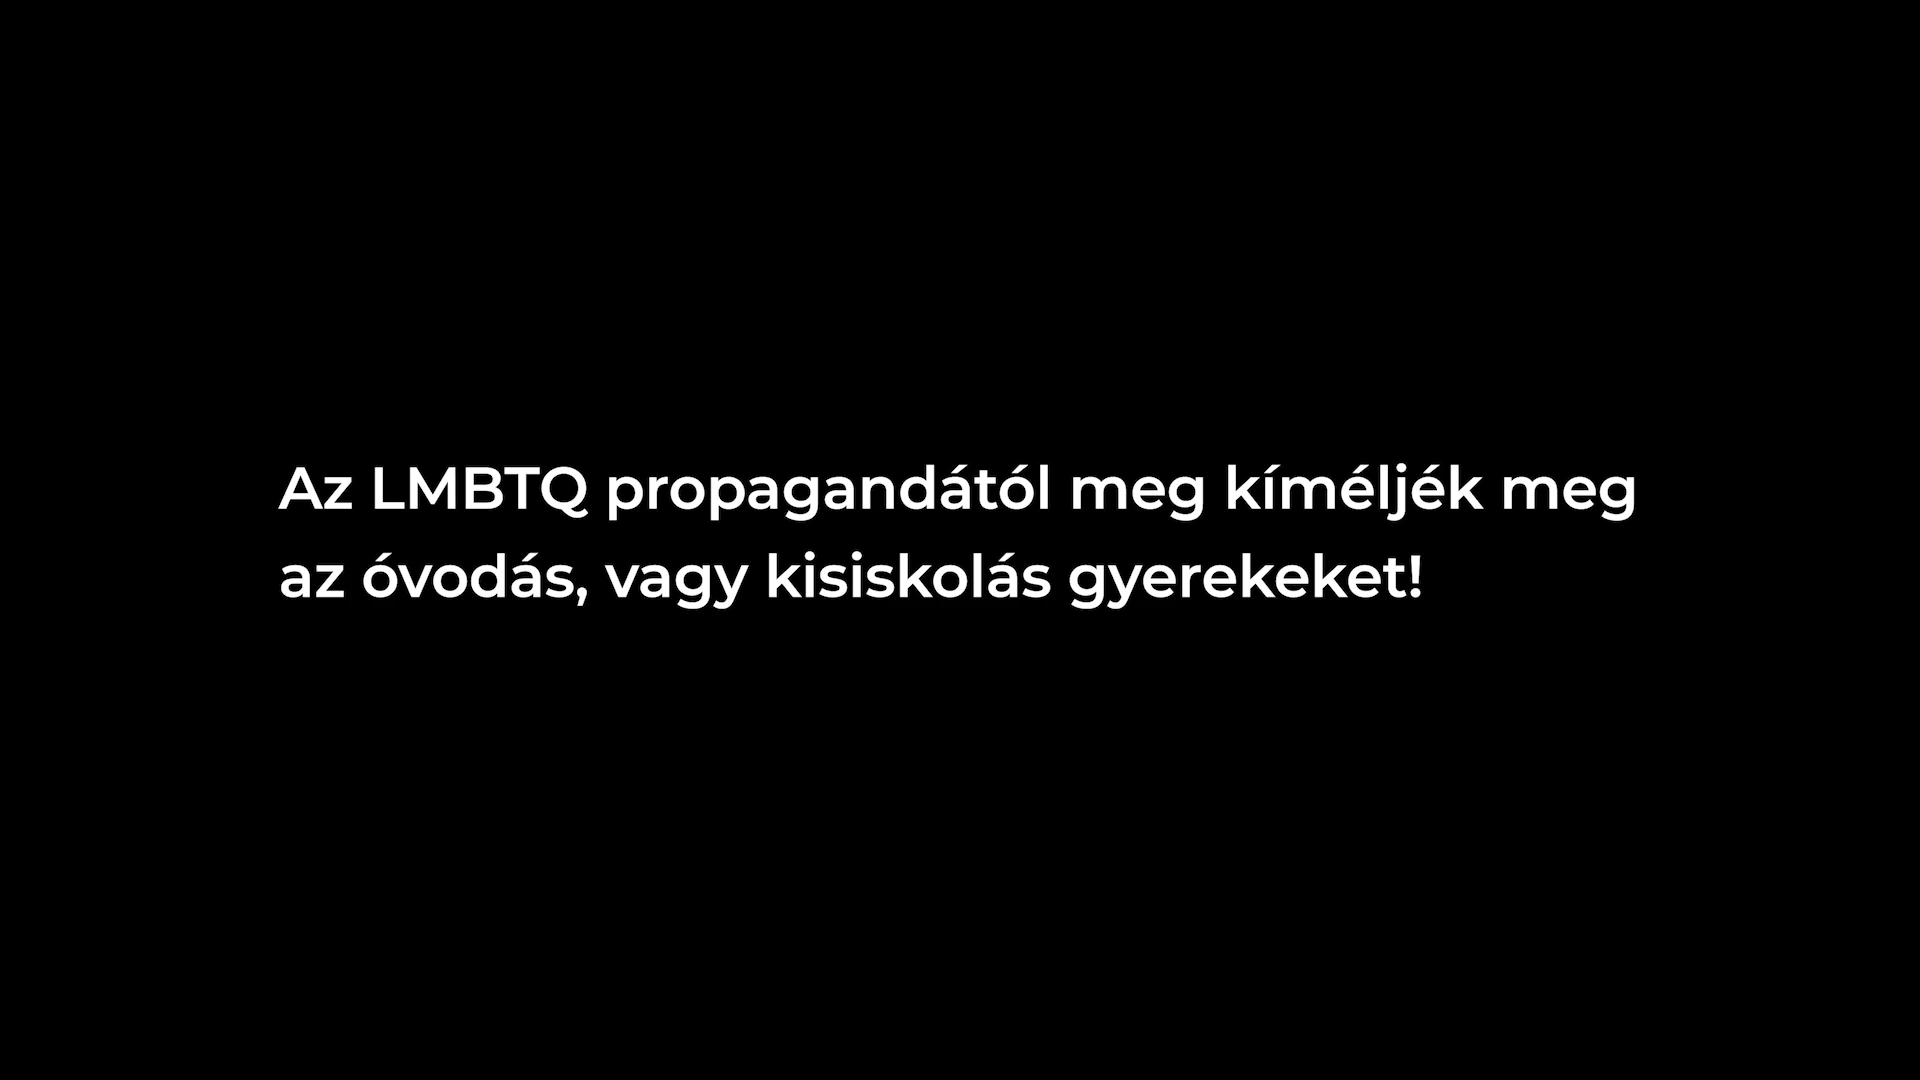 Az LMBTQ propagandától meg kíméljék meg
az óvodás, vagy kisiskolás gyerekeket!